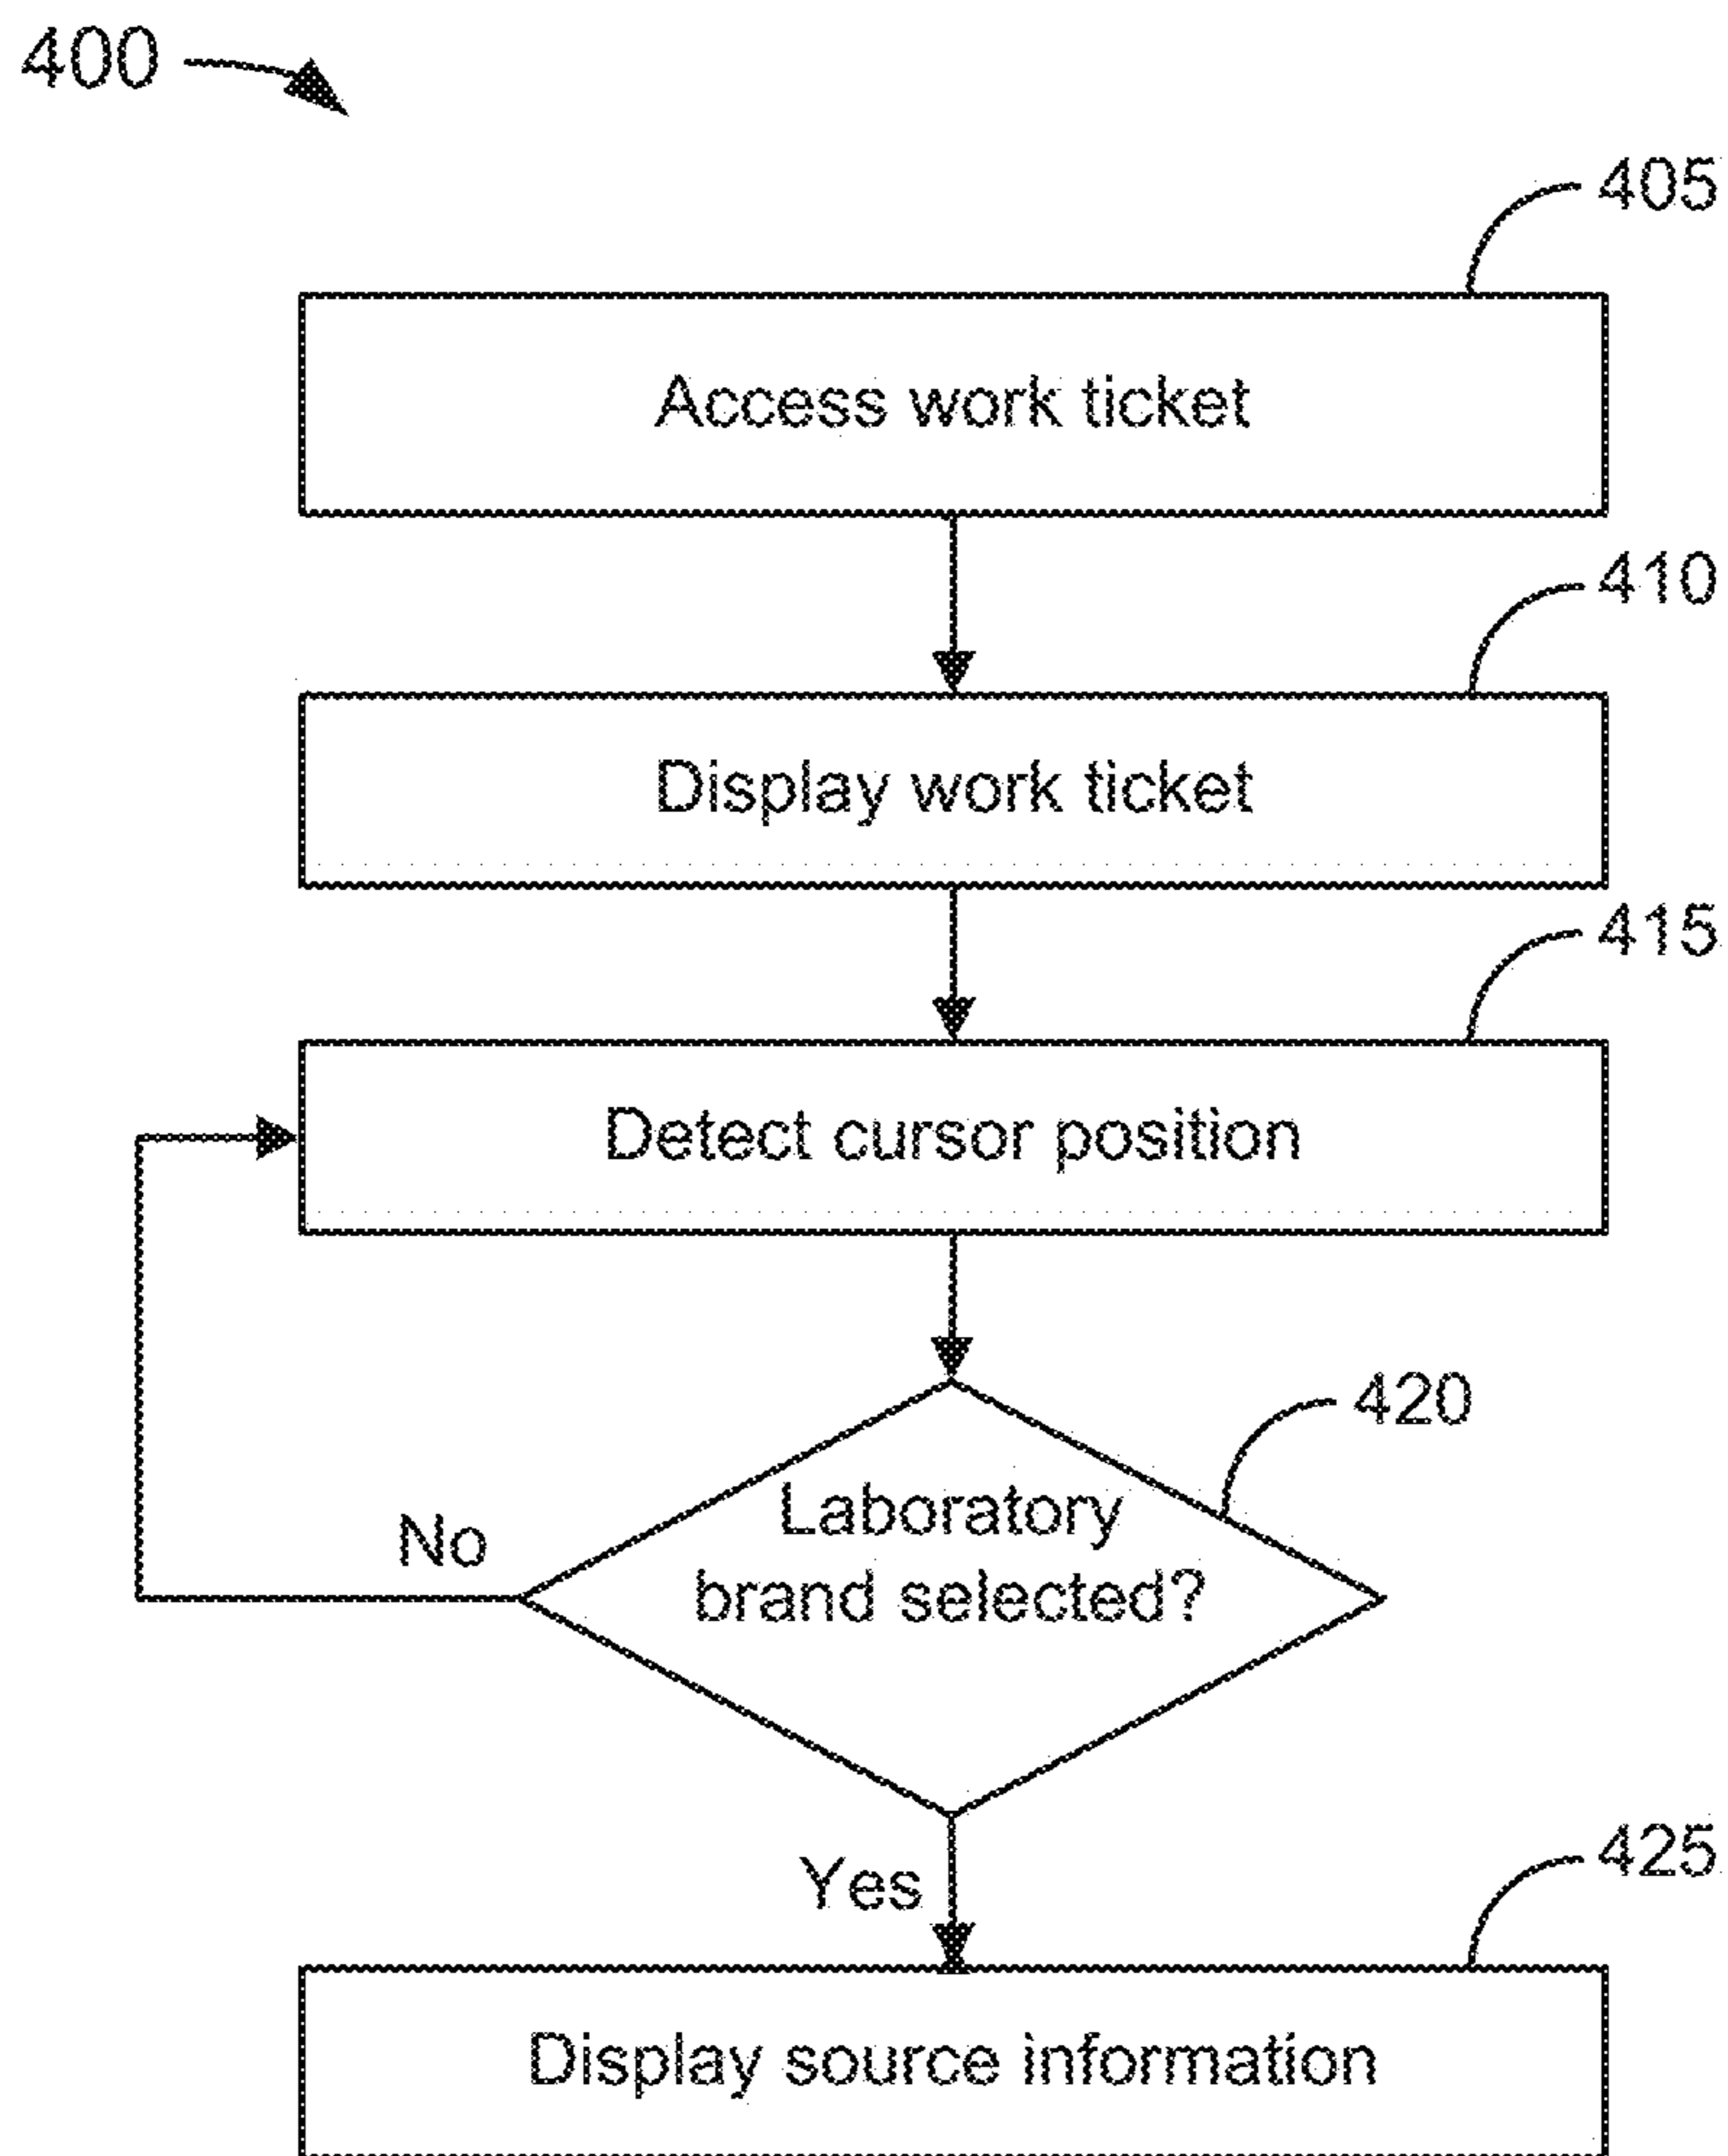 400
405
Access work ticket
410
Display work ticket
415
Detect cursor position
420
Laboratory
brand selected?
No
Yes
425
Display source information